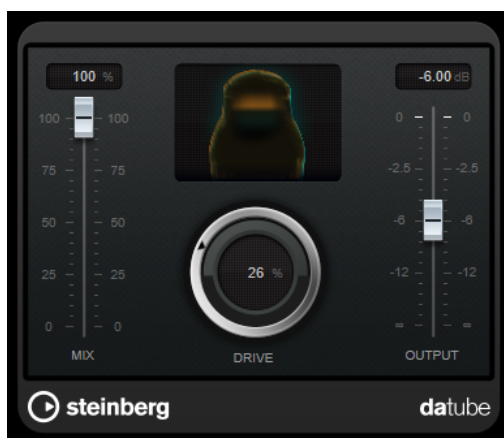 100 %
-6.00 dB
100 100
75 75
50 50
25 25
0 0
MIX
26 %
DRIVE
0 0
-2.5 -2.5
-6 -6
-12 -12
∞ ∞
OUTPUT
steinberg
datube